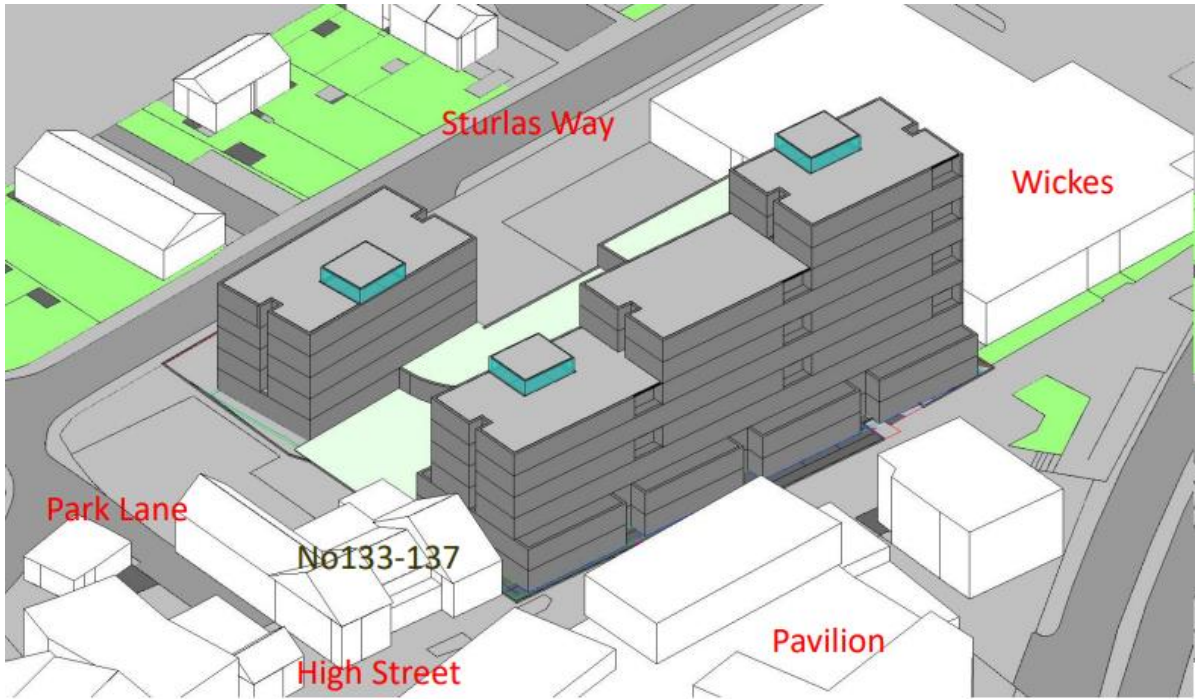 Sturlas Way
Wickes
Park Lane
No133-137
Pavilion
High Street